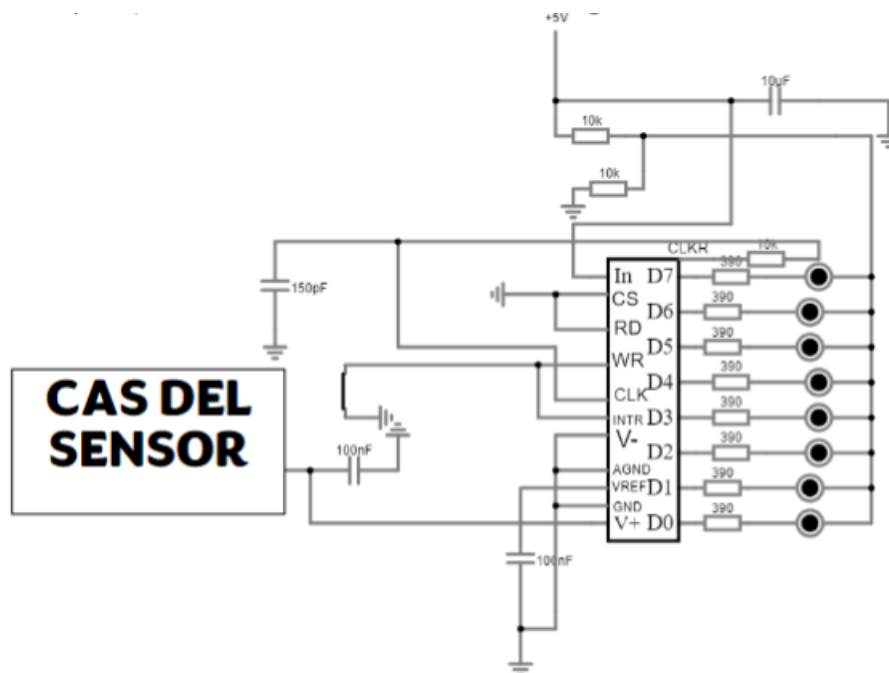 +5V
10uF
10k
10k
CLKR
10k
150pF
In D7 390
CS D6 390
RD D5 390
WR D4 390
CLK D3 390
INTR D2 390
V- D1 390
AGND D0 390
VREF
GND
V+
CAS DEL
SENSOR
100nF
100nF